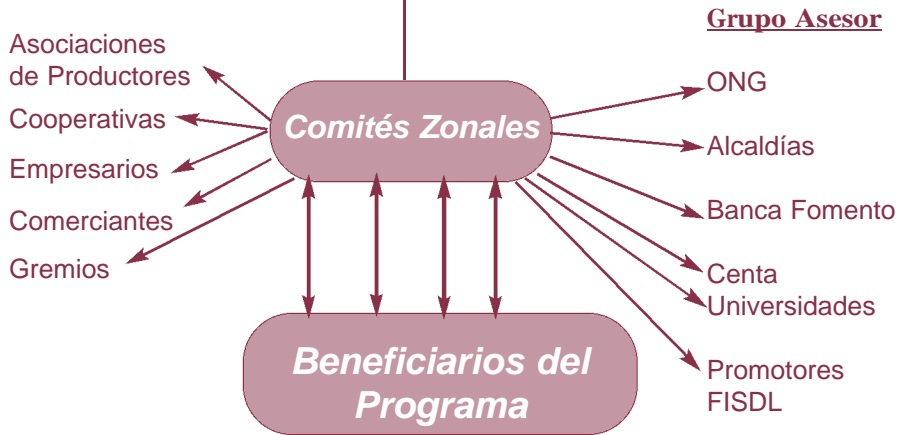 Grupo Asesor
Asociaciones
de Productores
Cooperativas
Empresarios
Comerciantes
Gremios
Comités Zonales
ONG
Alcaldías
Banca Fomento
Centa
Universidades
Promotores
FISDL
Beneficiarios del
Programa